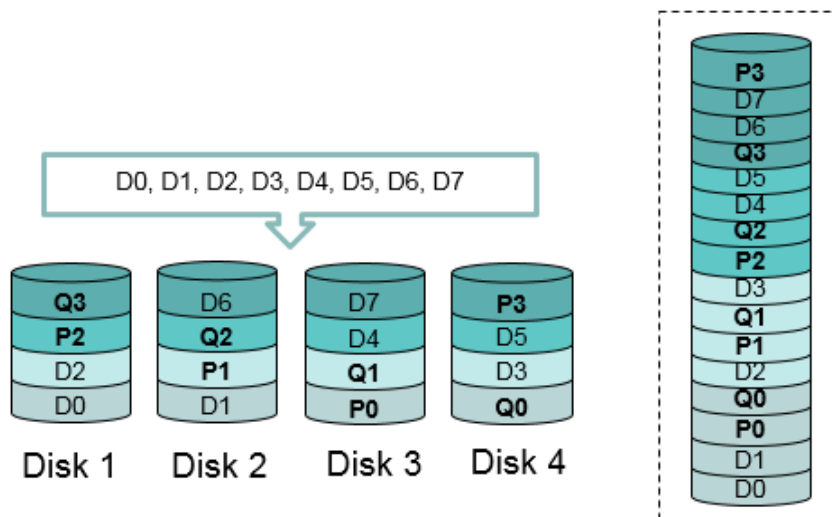 D0, D1, D2, D3, D4, D5, D6, D7
Q3
P2
D2
D0
Disk 1
D6
Q2
P1
D1
Disk 2
D7
D4
Q1
P0
Disk 3
P3
D5
D3
Q0
Disk 4
P3
D7
D6
Q3
D5
D4
Q2
P2
D3
Q1
P1
D2
Q0
P0
D1
D0